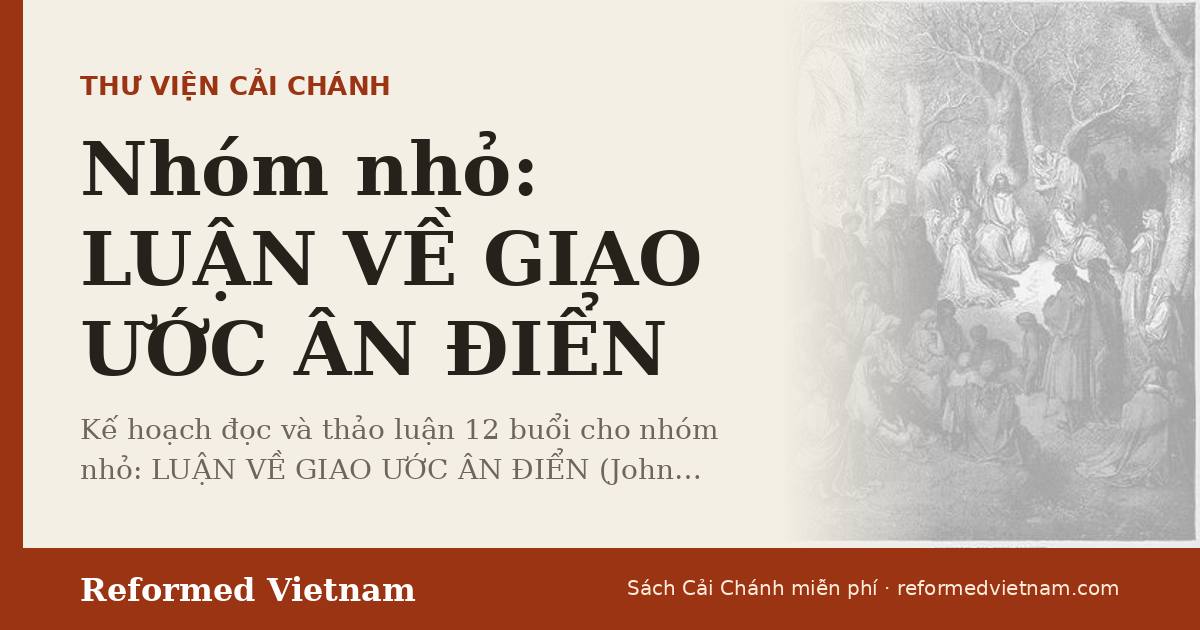 THƯ VIỆN CẢI CHÁNH
Nhóm nhỏ:
LUẬN VỀ GIAO
ƯỚC ÂN ĐIỂN
Kế hoạch đọc và thảo luận 12 buổi cho nhóm
nhỏ: LUẬN VỀ GIAO ƯỚC ÂN ĐIỂN (John...
Reformed Vietnam
Sách Cải Chánh miễn phí · reformedvietnam.com